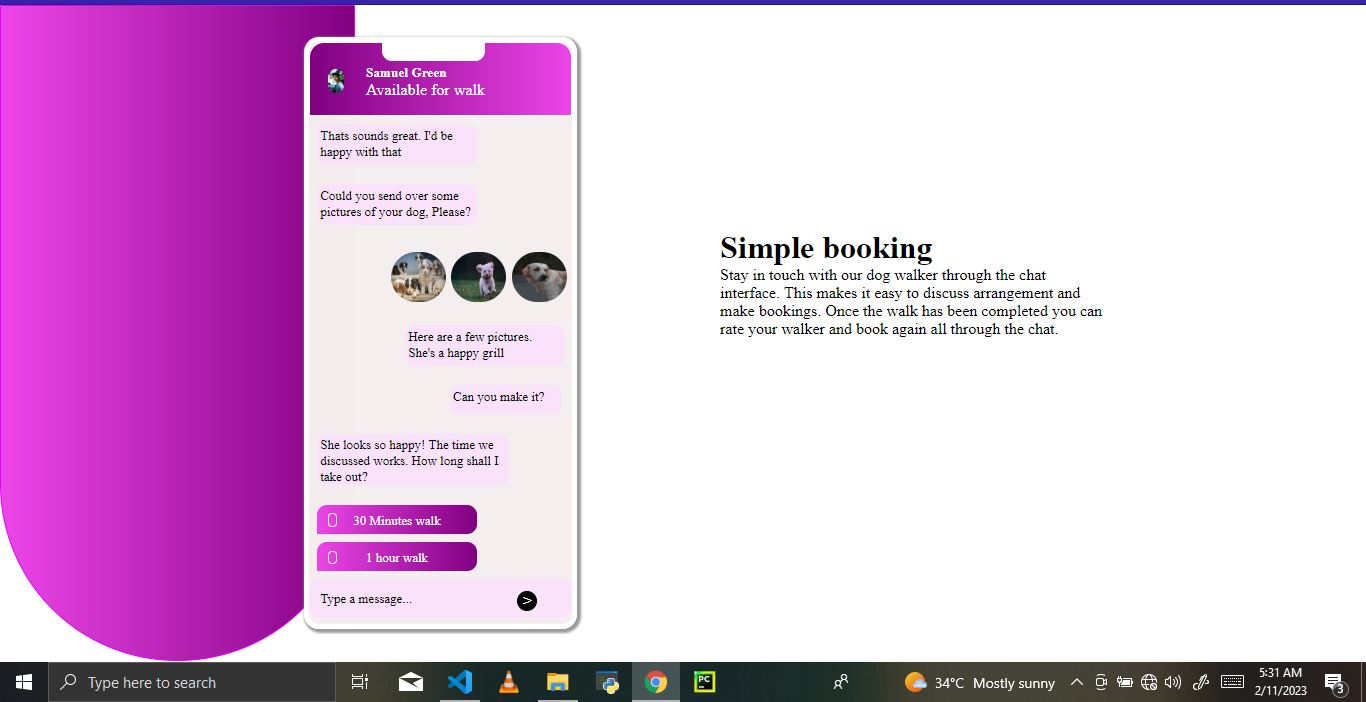 Samuel Green
Available for walk
Thats sounds great. I'd be
happy with that
Could you send over some
pictures of your dog, Please?
Here are a few pictures.
She's a happy grill
Can you make it?
She looks so happy! The time we
discussed works. How long shall I
take out?
30 Minutes walk
1 hour walk
Type a message...
>
Simple booking
Stay in touch with our dog walker through the chat
interface. This makes it easy to discuss arrangement and
make bookings. Once the walk has been completed you can
rate your walker and book again all through the chat.
Type here to search
PC
34°C Mostly sunny
5:31 AM
2/11/2023
3